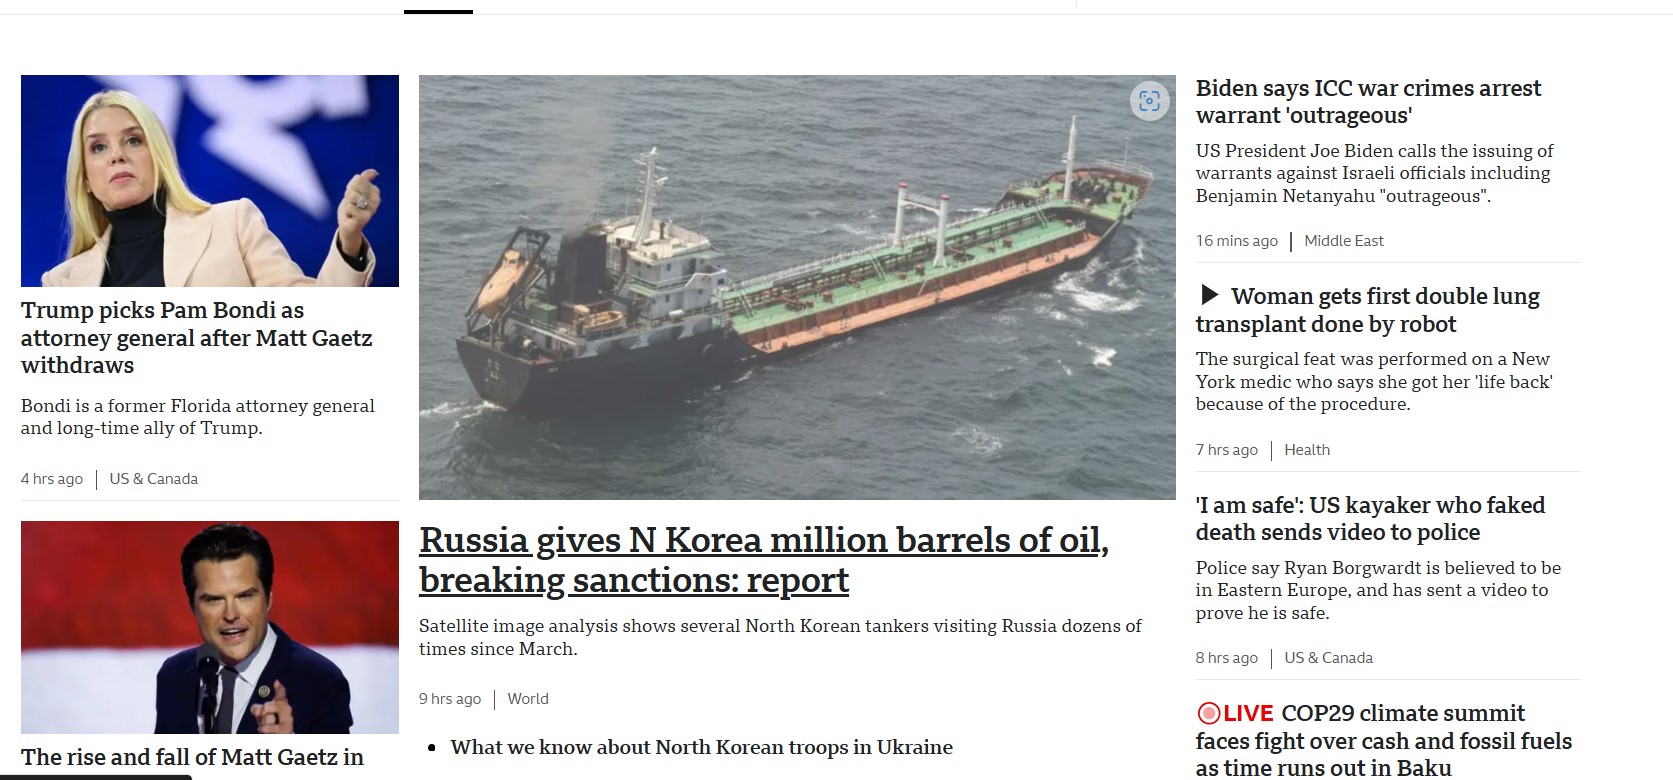 Trump picks Pam Bondi as
attorney general after Matt Gaetz
withdraws
Bondi is a former Florida attorney general
and long-time ally of Trump.
4 hrs ago | US & Canada
The rise and fall of Matt Gaetz in
Russia gives N Korea million barrels of oil,
breaking sanctions: report
Satellite image analysis shows several North Korean tankers visiting Russia dozens of
times since March.
9 hrs ago | World
What we know about North Korean troops in Ukraine
Biden says ICC war crimes arrest
warrant 'outrageous'
US President Joe Biden calls the issuing of
warrants against Israeli officials including
Benjamin Netanyahu "outrageous".
16 mins ago | Middle East
Woman gets first double lung
transplant done by robot
The surgical feat was performed on a New
York medic who says she got her 'life back'
because of the procedure.
7 hrs ago | Health
'I am safe': US kayaker who faked
death sends video to police
Police say Ryan Borgwardt is believed to be
in Eastern Europe, and has sent a video to
prove he is safe.
8 hrs ago | US & Canada
LIVE COP29 climate summit
faces fight over cash and fossil fuels
as time runs out in Baku